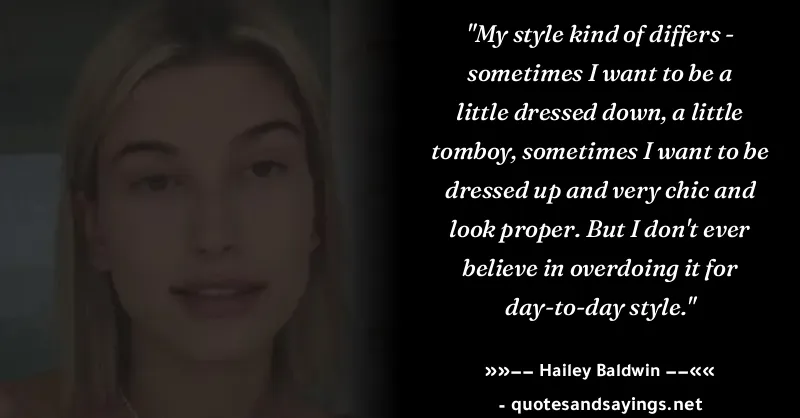 "My style kind of differs -
sometimes I want to be a
little dressed down, a little
tomboy, sometimes I want to be
dressed up and very chic and
look proper. But I don't ever
believe in overdoing it for
day-to-day style."
»»−− Hailey Baldwin −−««
- quotesandsayings.net